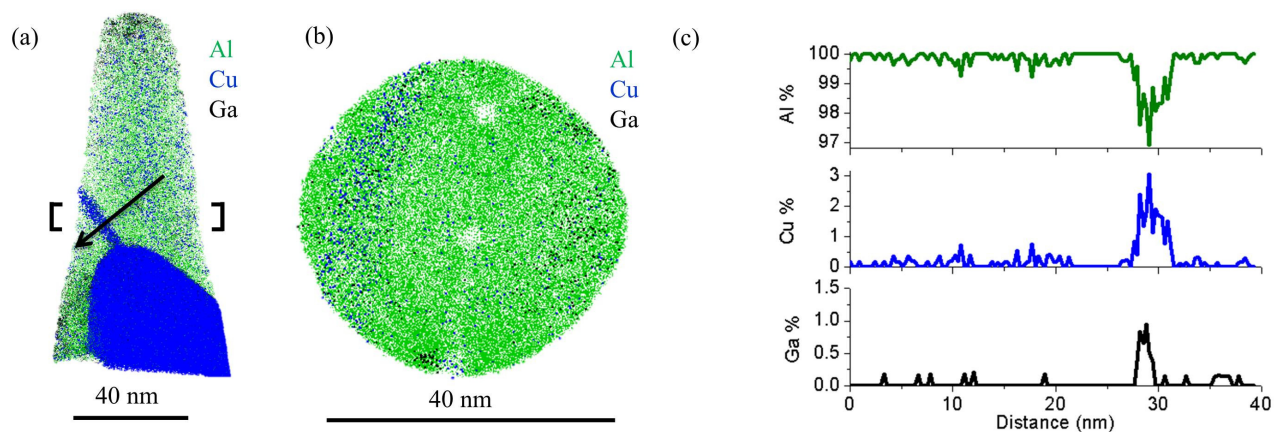 (a)
Al
Cu
Ga
[ ]
40 nm
(b)
Al
Cu
Ga
40 nm
(c)
100
99
98
97
Al %
3
2
1
0
Cu %
1.5
1.0
0.5
0.0
Ga %
0 10 20 30 40
Distance (nm)